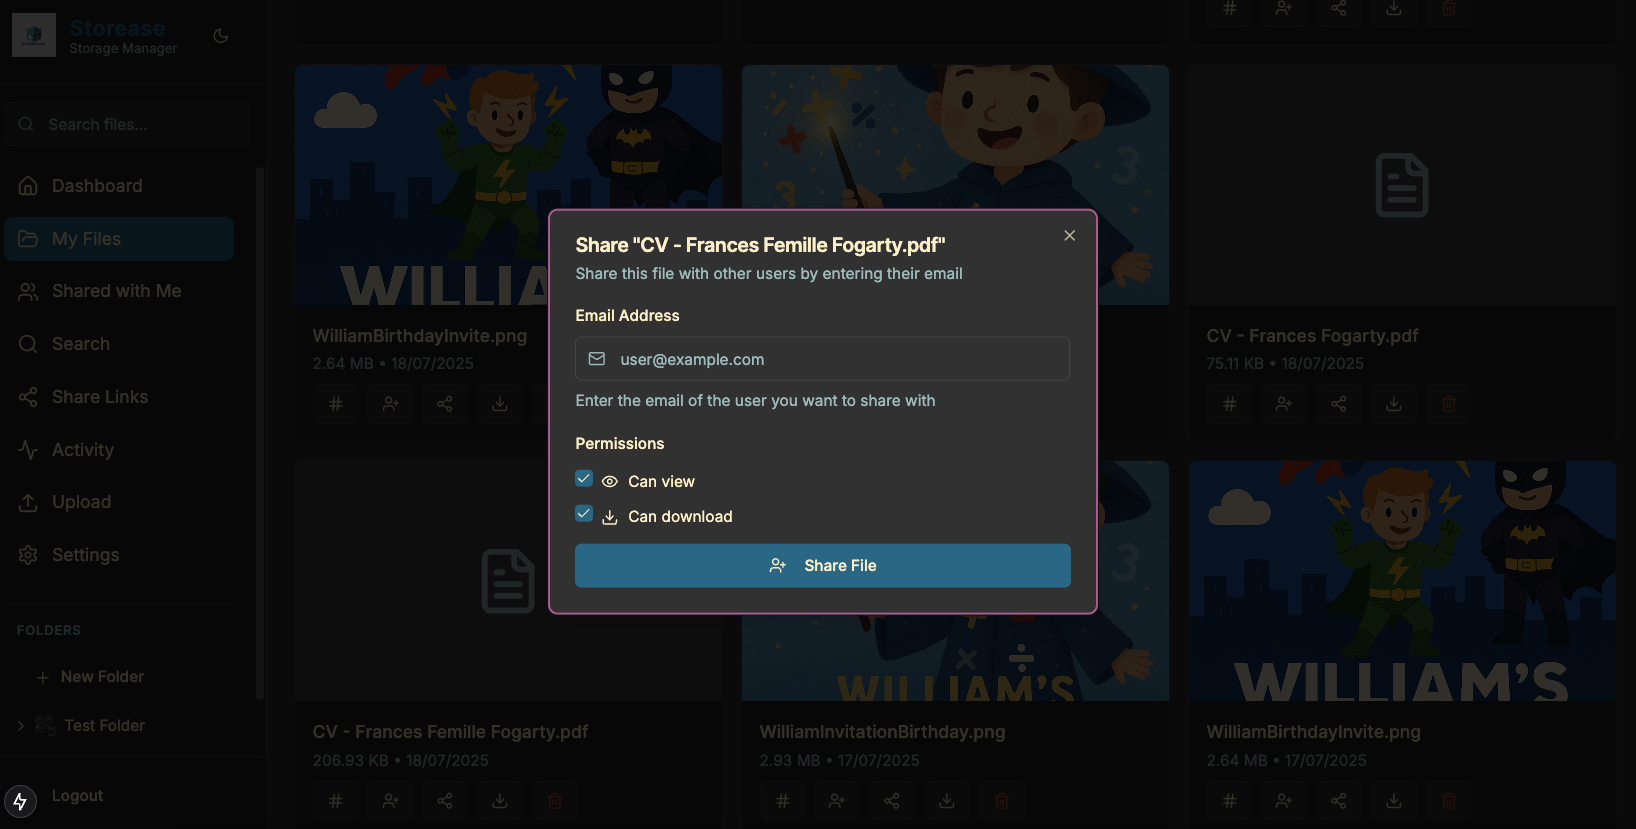 Storease
Storage Manager
Search files...
Dashboard
My Files
Shared with Me
Search
Share Links
Activity
Upload
Settings
FOLDERS
New Folder
Test Folder
Logout
WILLIA
WilliamBirthdayInvite.png
2.64 MB • 18/07/2025
3
3
CV - Frances Fogarty.pdf
75.11 KB • 18/07/2025
Share "CV - Frances Femille Fogarty.pdf"
Share this file with other users by entering their email
Email Address
user@example.com
Enter the email of the user you want to share with
Permissions
Can view
Can download
Share File
CV - Frances Femille Fogarty.pdf
206.93 KB • 18/07/2025
3
WILLIAM'S
WilliamInvitationBirthday.png
2.93 MB • 17/07/2025
WILLIAM'S
WilliamBirthdayInvite.png
2.64 MB • 17/07/2025